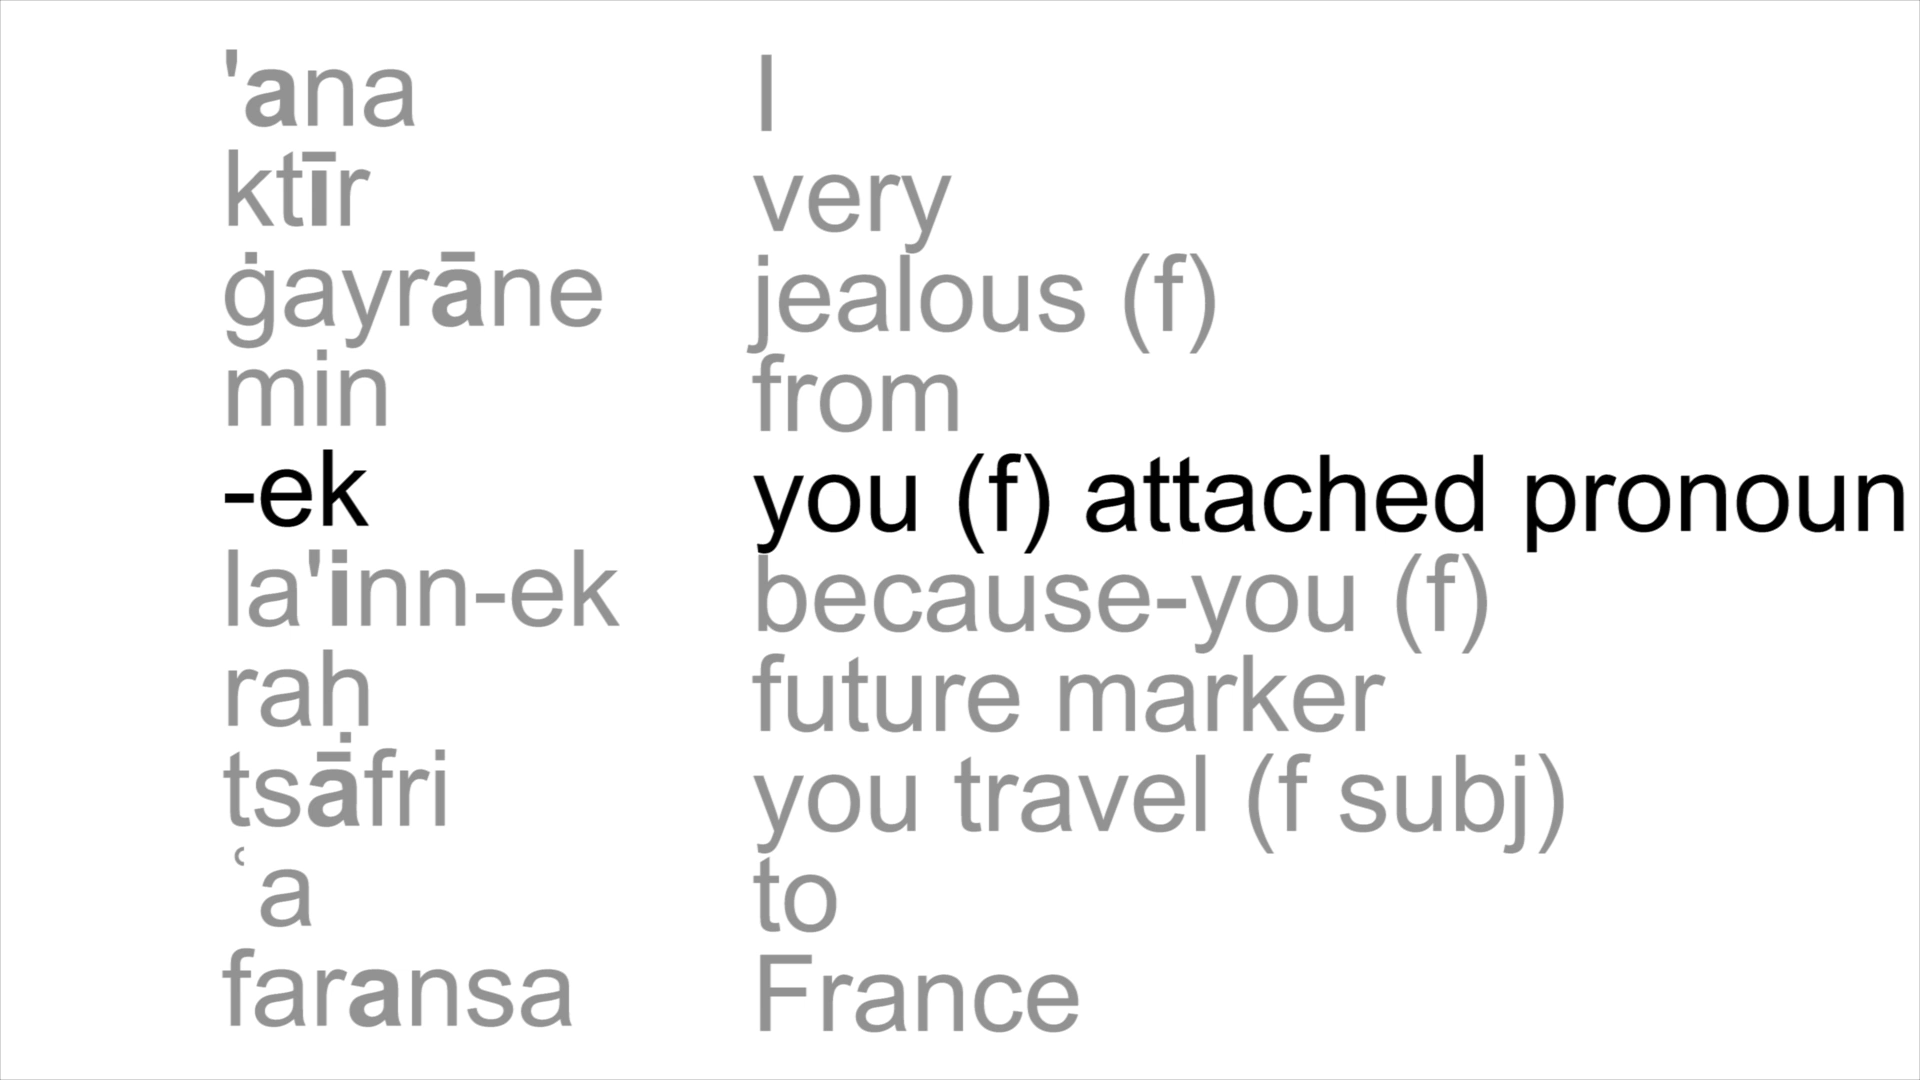 'ana I
ktīr very
ġayrāne jealous (f)
min from
-ek you (f) attached pronoun
la'inn-ek because-you (f)
raḥ future marker
tsāfri you travel (f subj)
ʿa to
faransa France